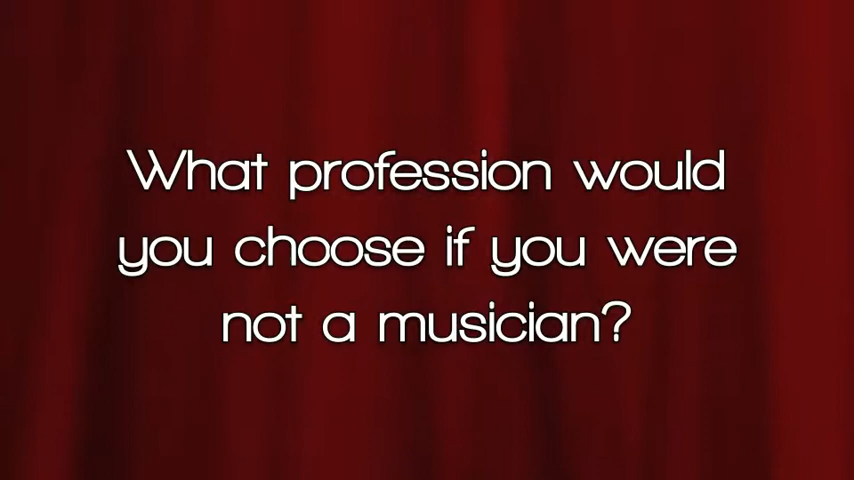 What profession would
you choose if you were
not a musician?